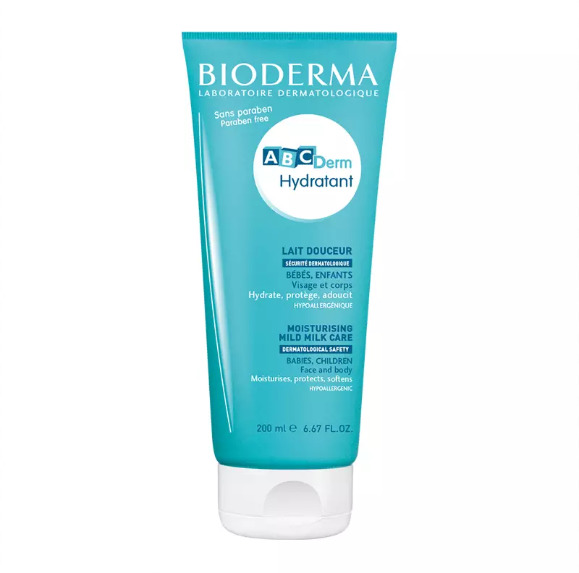 BIODERMA
LABORATOIRE DERMATOLOGIQUE
Sans paraben
Paraben free
ABCDerm
Hydratant
LAIT DOUCEUR
SÉCURITÉ DERMATOLOGIQUE
BÉBÉS, ENFANTS
Visage et corps
Hydrate, protège, adoucit
HYPOALLERGÉNIQUE
MOISTURISING
MILD MILK CARE
DERMATOLOGICAL SAFETY
BABIES, CHILDREN
Face and body
Moisturises, protects, softens
HYPOALLERGENIC
200 ml ℮ 6.67 FL.OZ.